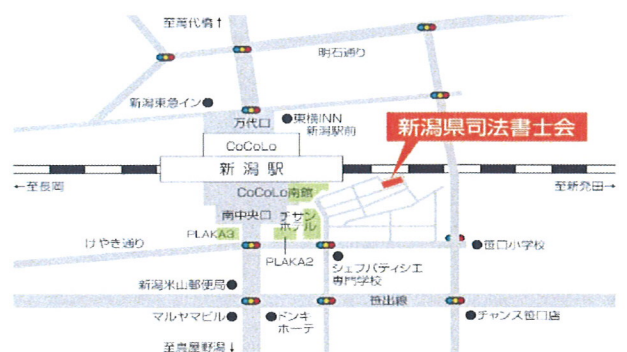 至萬代橋↑
明石通り
新潟東急イン
万代口
東横INN
新潟駅前
CoCoLo
新潟県司法書士会
新潟駅
←至長岡
至新発田→
CoCoLo南館
南中央口
チサン
ホテル
PLAKA3
けやき通り
PLAKA2
笹口小学校
シェフパティシエ
専門学校
新潟米山郵便局
笹出線
マルヤマビル
ドンキ
ホーテ
チャンス笹口店
至鳥屋野潟↓